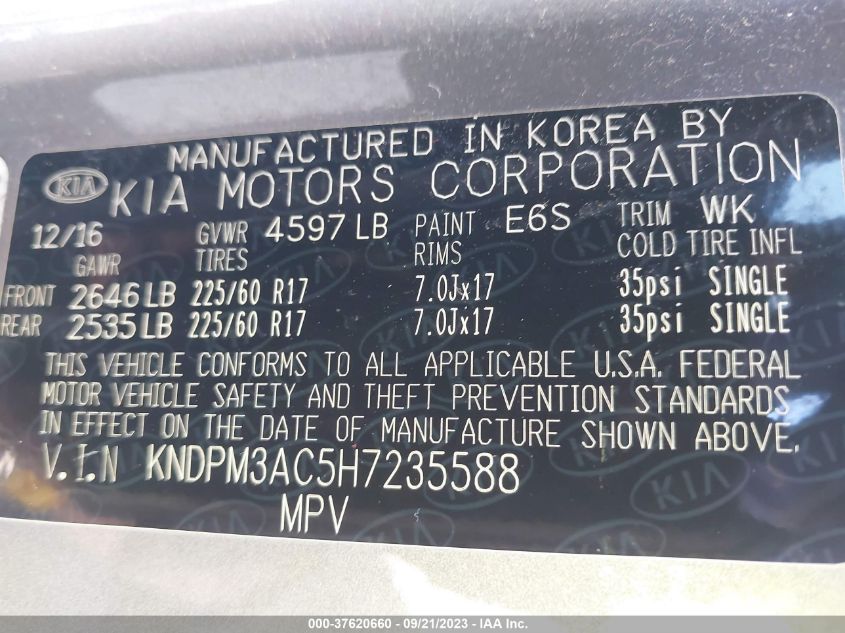 MANUFACTURED IN KOREA BY
KIA KIA MOTORS CORPORATION
12/16 GVWR 4597 LB PAINT E6S TRIM WK
GAWR TIRES RIMS COLD TIRE INFL
FRONT 2646 LB 225/60 R17 7.0Jx17 35psi SINGLE
REAR 2535 LB 225/60 R17 7.0Jx17 35psi SINGLE
THIS VEHICLE CONFORMS TO ALL APPLICABLE U.S.A. FEDERAL
MOTOR VEHICLE SAFETY AND THEFT PREVENTION STANDARDS
IN EFFECT ON THE DATE OF MANUFACTURE SHOWN ABOVE.
V.I.N KNDPM3AC5H7235588
MPV
000-37620660 - 09/21/2023 - IAA Inc.